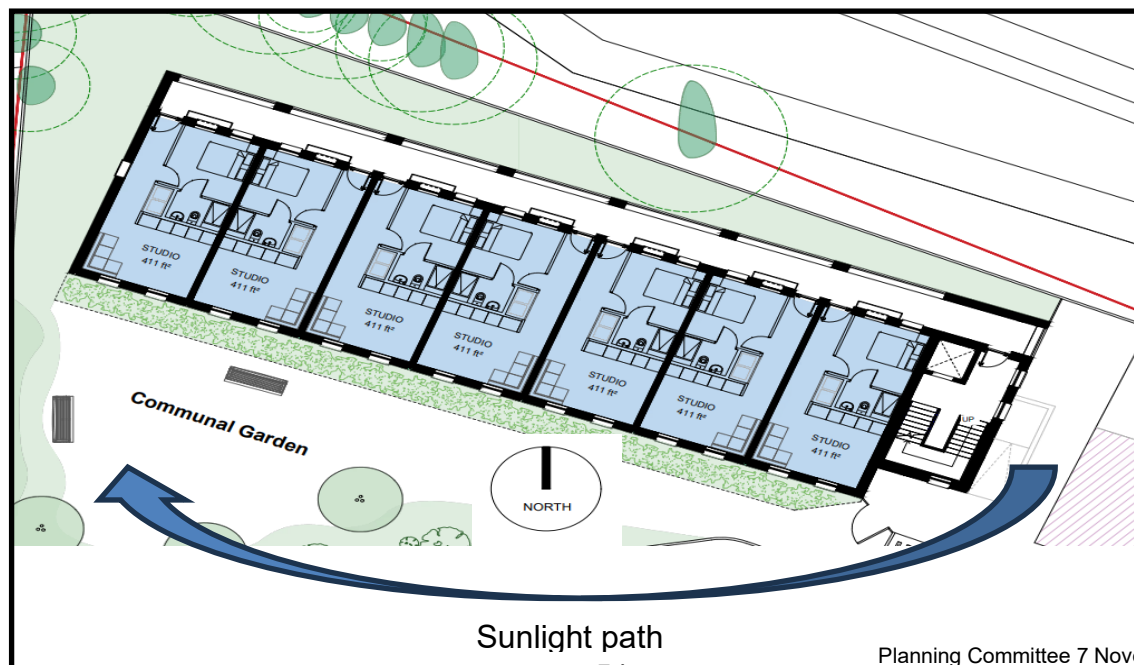 STUDIO
411 ft²
STUDIO
411 ft²
STUDIO
411 ft²
STUDIO
411 ft²
STUDIO
411 ft²
STUDIO
411 ft²
STUDIO
411 ft²
UP
Communal Garden
NORTH
Sunlight path
Planning Committee 7 Nove